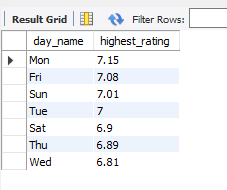 Result Grid Filter Rows:
day_name highest_rating
Mon 7.15
Fri 7.08
Sun 7.01
Tue 7
Sat 6.9
Thu 6.89
Wed 6.81